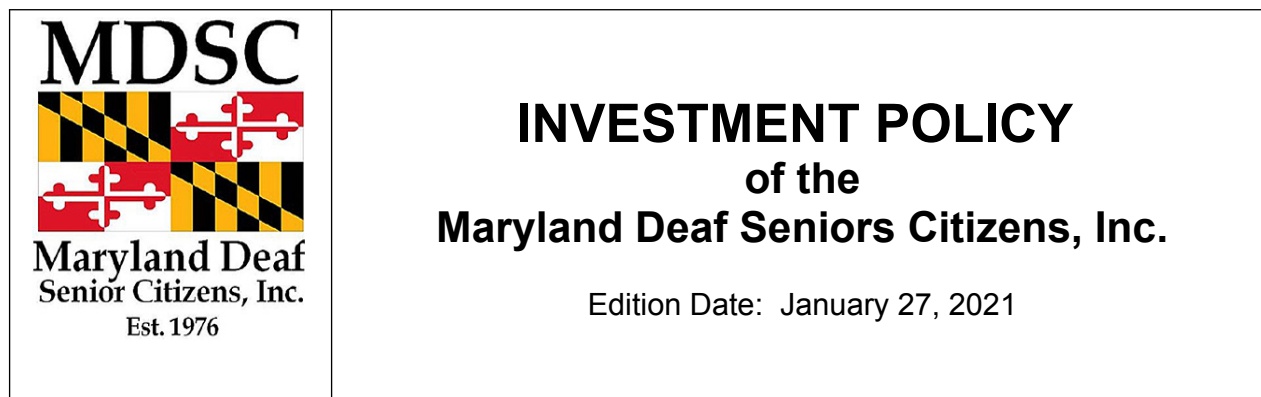 MDSC
Maryland Deaf
Senior Citizens, Inc.
Est. 1976
INVESTMENT POLICY
of the
Maryland Deaf Seniors Citizens, Inc.
Edition Date: January 27, 2021